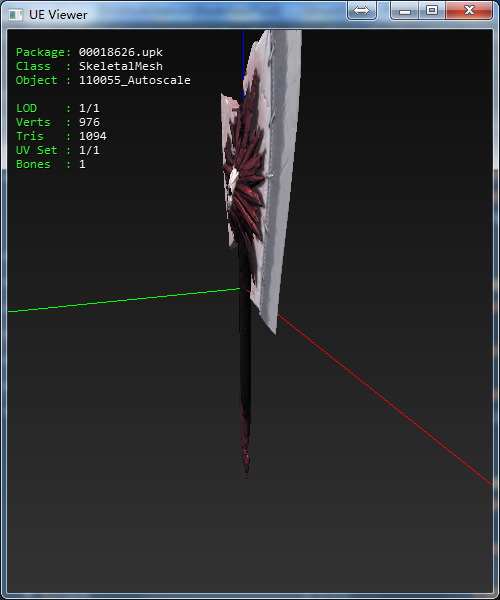 UE Viewer
Package: 00018626.upk
Class  : SkeletalMesh
Object : 110055_Autoscale
LOD    : 1/1
Verts  : 976
Tris   : 1094
UV Set : 1/1
Bones  : 1